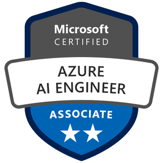 Microsoft
CERTIFIED
AZURE
AI ENGINEER
ASSOCIATE